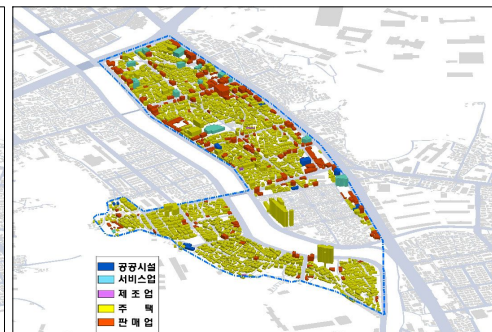 공공시설
서비스업
제 조 업
주 택
판 매 업